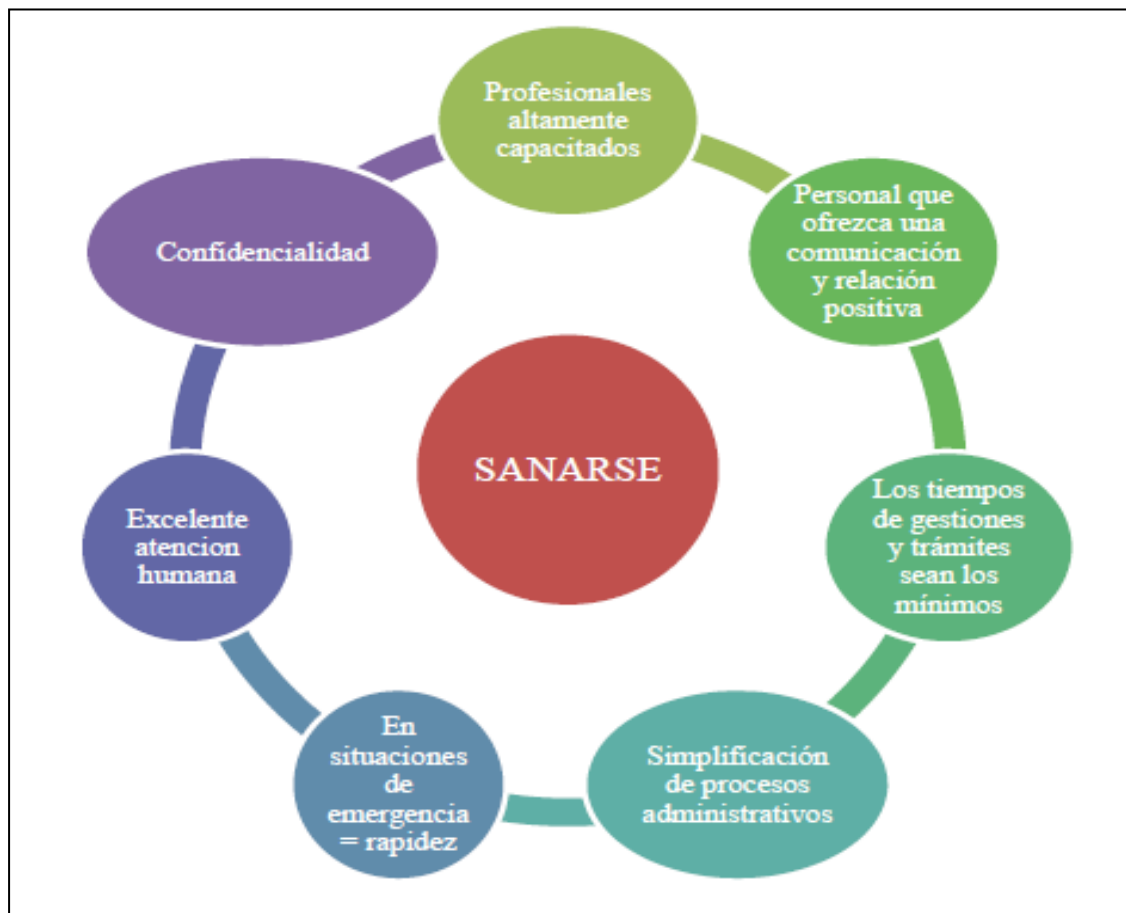 Profesionales
altamente
capacitados
Personal que
ofrezca una
comunicación
y relación
positiva
Los tiempos
de gestiones
y trámites
sean los
mínimos
Simplificación
de procesos
administrativos
En
situaciones
de
emergencia
= rapidez
Excelente
atencion
humana
Confidencialidad
SANARSE